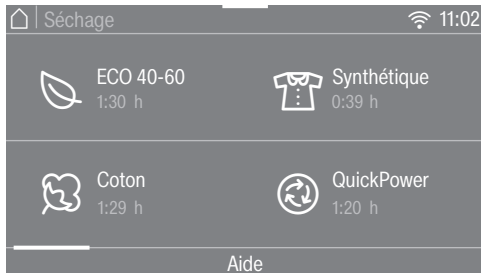 Séchage 11:02
ECO 40-60
1:30 h
Synthétique
0:39 h
Coton
1:29 h
QuickPower
1:20 h
Aide